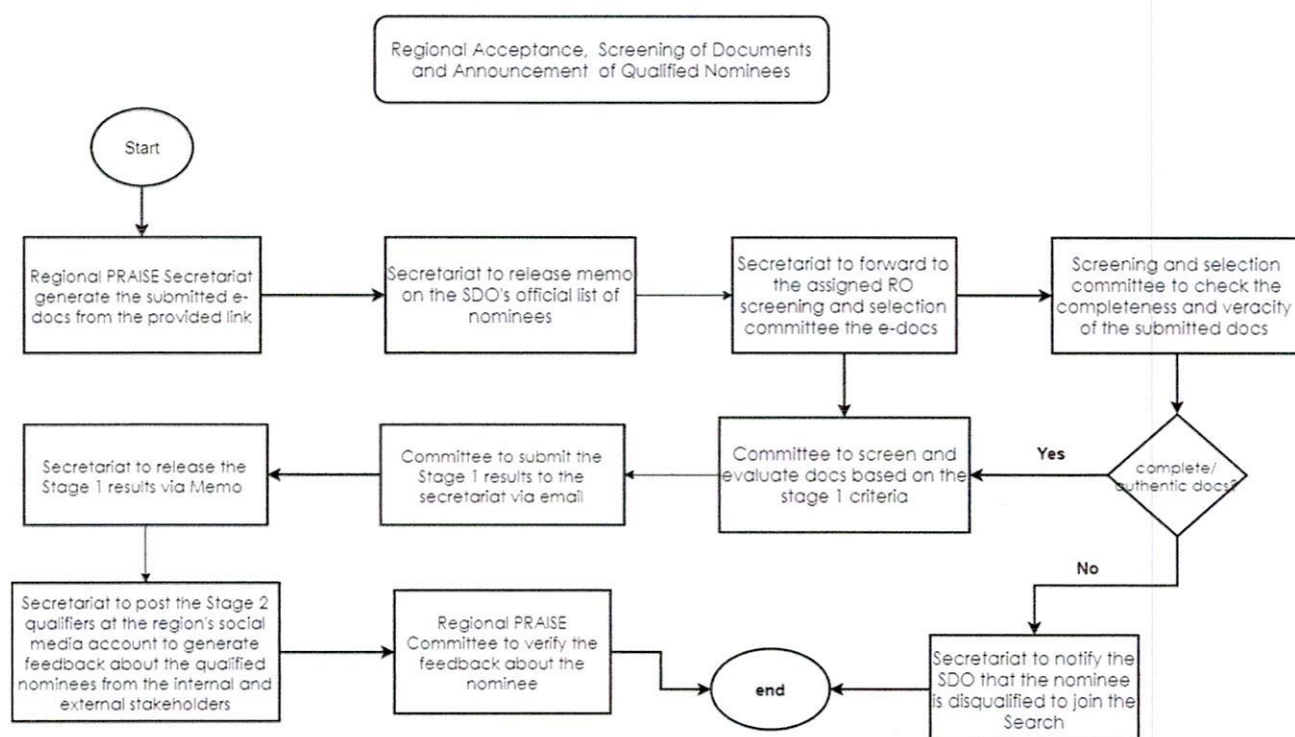 Regional Acceptance, Screening of Documents
and Announcement of Qualified Nominees
Start
Regional PRAISE Secretariat
generate the submitted e-
docs from the provided link
Secretariat to release memo
on the SDO's official list of
nominees
Secretariat to forward to
the assigned RO
screening and selection
committee the e-docs
Screening and selection
committee to check the
completeness and veracity
of the submitted docs
complete/
authentic docs?
Yes
Committee to screen and
evaluate docs based on the
stage 1 criteria
Committee to submit the
Stage 1 results to the
secretariat via email
Secretariat to release the
Stage 1 results via Memo
Secretariat to post the Stage 2
qualifiers at the region's social
media account to generate
feedback about the qualified
nominees from the internal and
external stakeholders
Regional PRAISE
Committee to verify the
feedback about the
nominee
end
No
Secretariat to notify the
SDO that the nominee
is disqualified to join the
Search